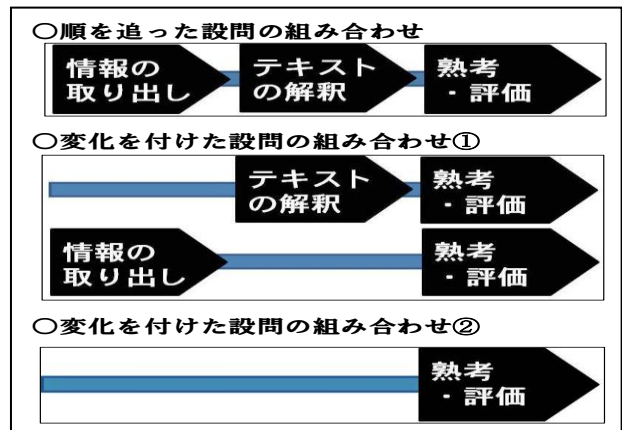 〇順を追った設問の組み合わせ
情報の
取り出し
テキスト
の解釈
熟考
・評価
〇変化を付けた設問の組み合わせ①
テキスト
の解釈
熟考
・評価
情報の
取り出し
熟考
・評価
〇変化を付けた設問の組み合わせ②
熟考
・評価